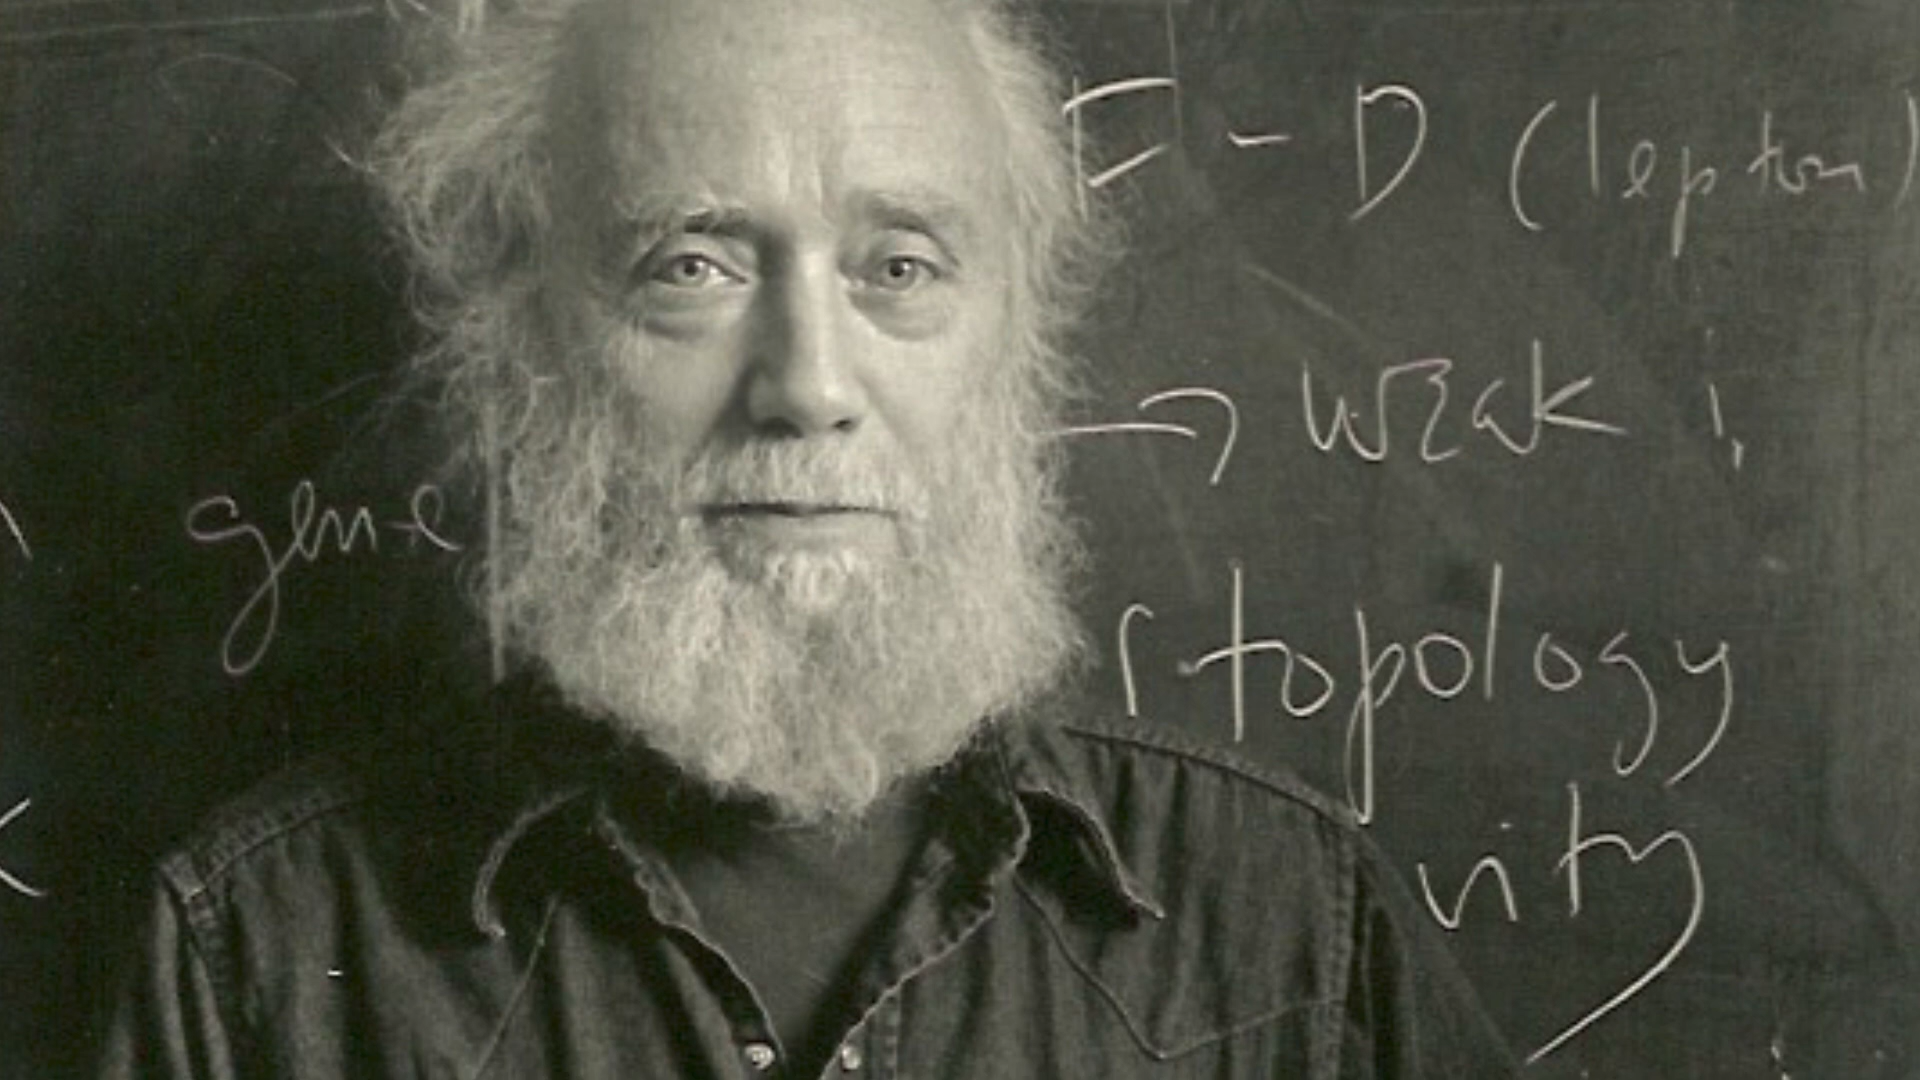 F - D (lepton)
weak !
gene
topology
vity